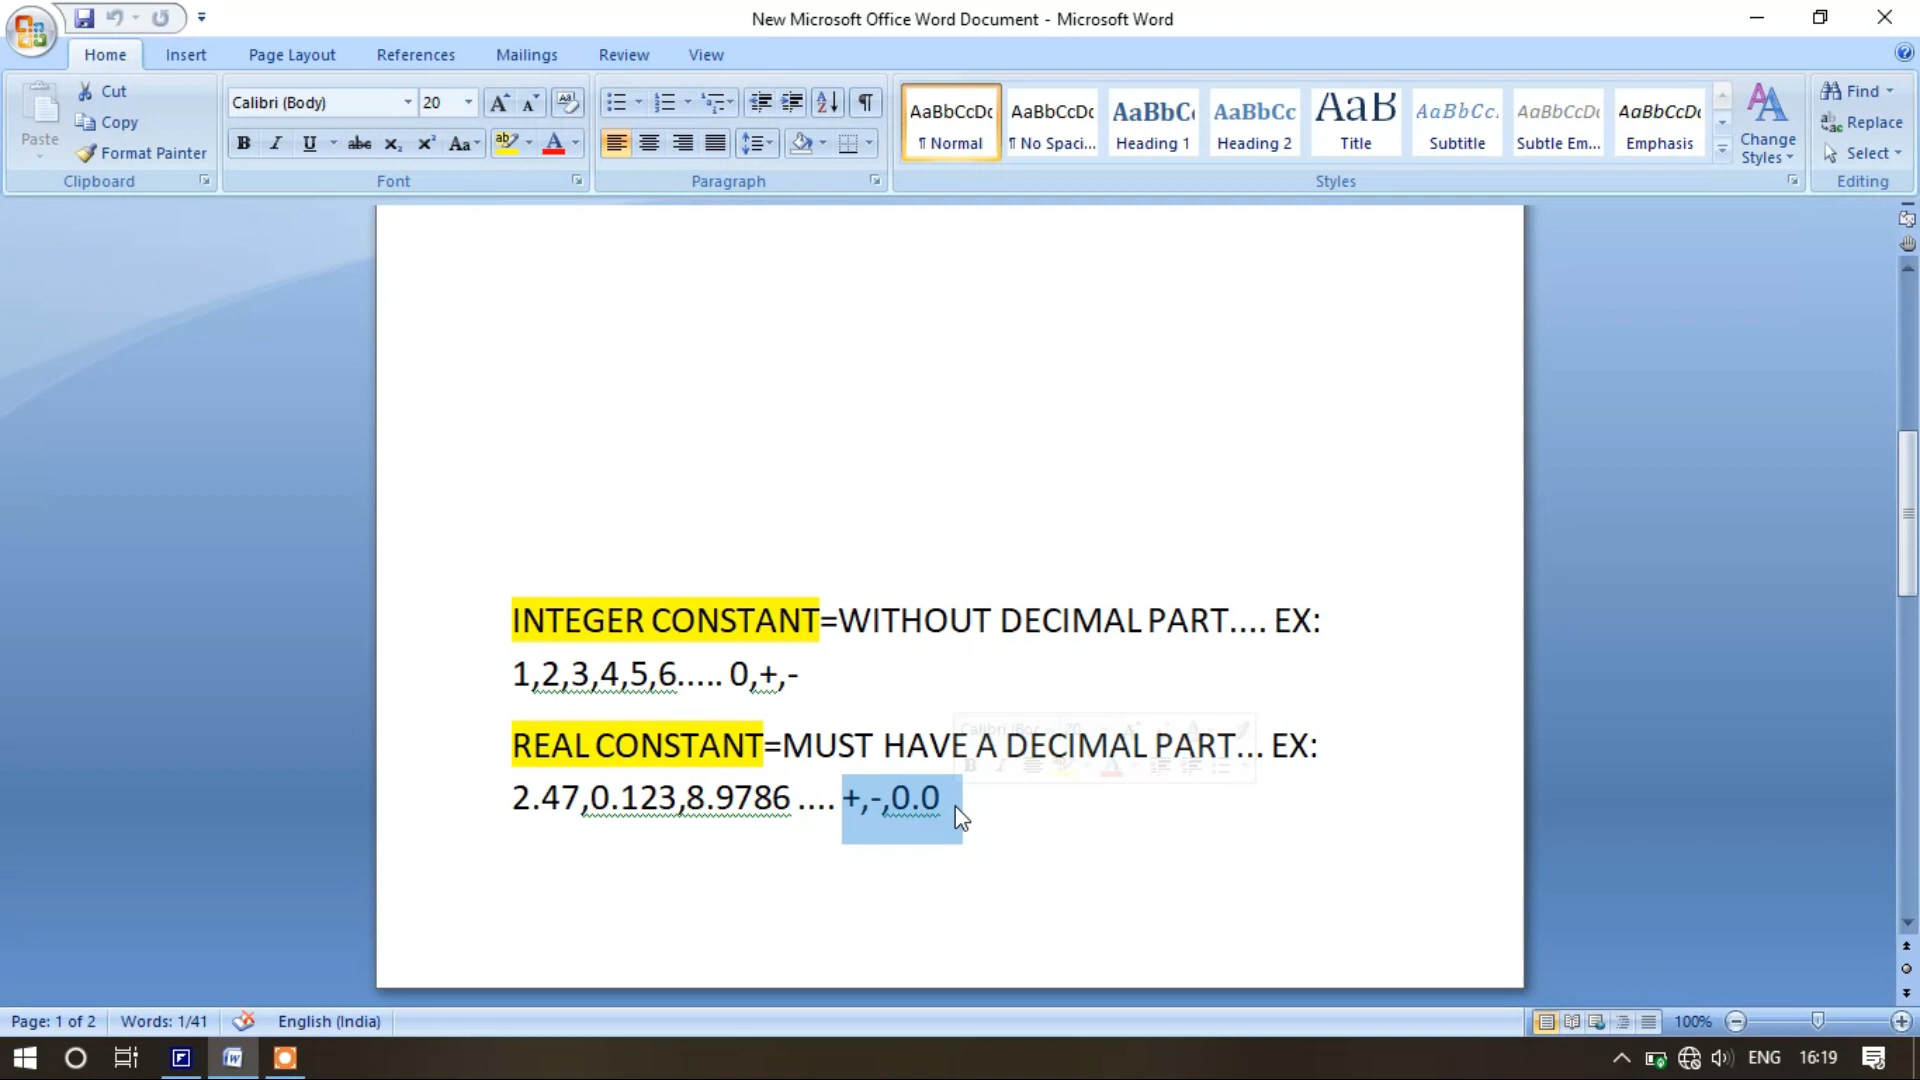 New Microsoft Office Word Document - Microsoft Word
Home Insert Page Layout References Mailings Review View
Paste
Cut
Copy
Format Painter
Clipboard
Calibri (Body) 20
Font
Paragraph
AaBbCcDc AaBbCcDc AaBbC AaBbCc AaB AaBbCc. AaBbCcDc AaBbCcDc
¶ Normal ¶ No Spaci... Heading 1 Heading 2 Title Subtitle Subtle Em... Emphasis
Change
Styles
Styles
Find
Replace
Select
Editing
INTEGER CONSTANT=WITHOUT DECIMAL PART.... EX:
1,2,3,4,5,6..... 0,+,-
REAL CONSTANT=MUST HAVE A DECIMAL PART... EX:
2.47,0.123,8.9786 .... +,-,0.0
Page: 1 of 2 Words: 1/41 English (India) 100%
ENG 16:19